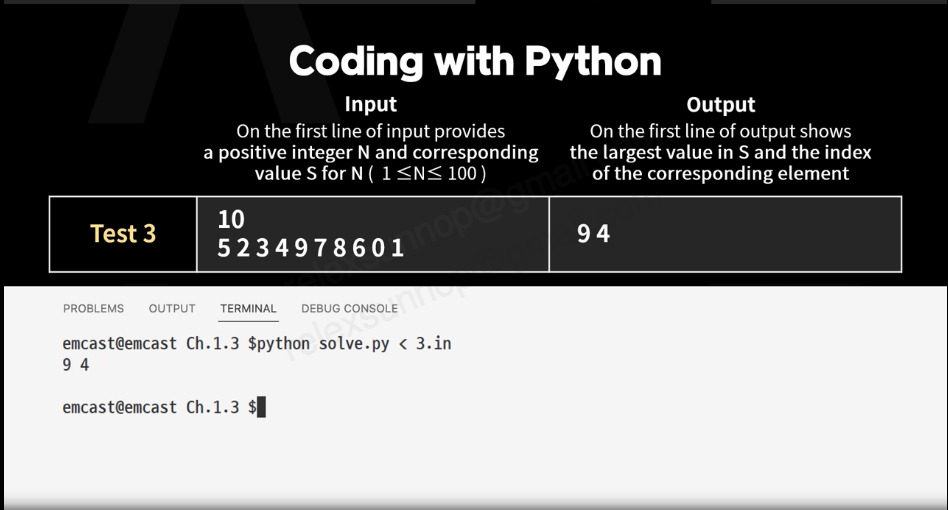 Coding with Python
Input
On the first line of input provides
a positive integer N and corresponding
value S for N ( 1 ≤N≤ 100 )
Output
On the first line of output shows
the largest value in S and the index
of the corresponding element
Test 3
10
5 2 3 4 9 7 8 6 0 1
9 4
PROBLEMS OUTPUT TERMINAL DEBUG CONSOLE
emcast@emcast Ch.1.3 $python solve.py < 3.in
9 4
emcast@emcast Ch.1.3 $